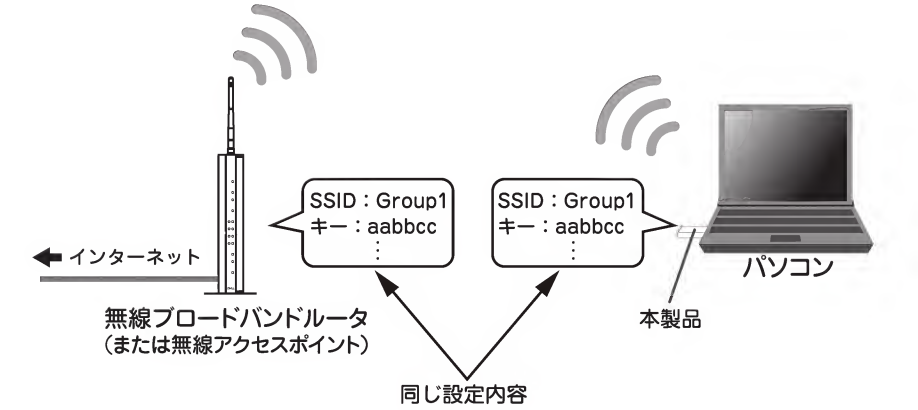 SSID：Group1
キー：aabbcc
⋮
SSID：Group1
キー：aabbcc
⋮
インターネット
パソコン
無線ブロードバンドルータ
（または無線アクセスポイント）
本製品
同じ設定内容